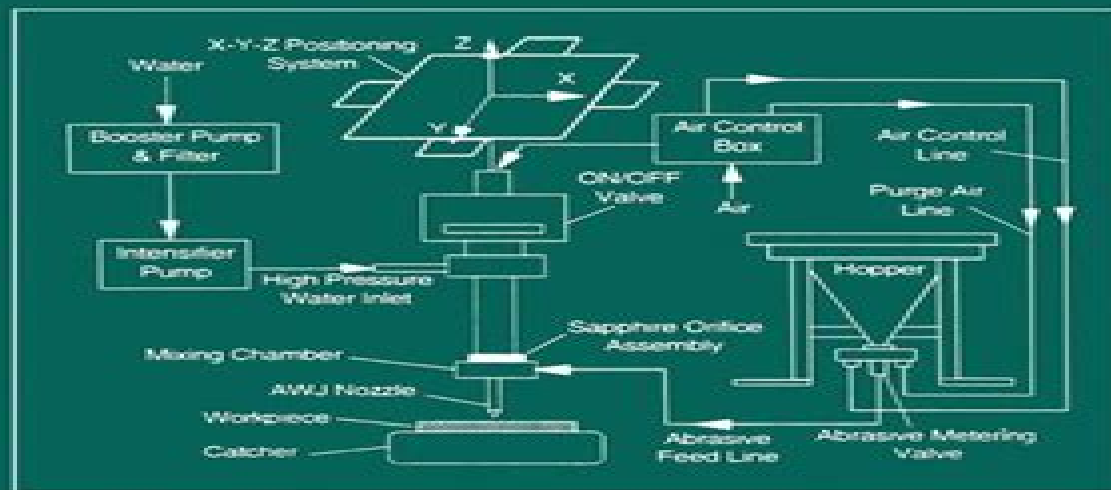 X-Y-Z Positioning
System
Water
Z
X
Y
Booster Pump
& Filter
Air Control
Box
Air Control
Line
ON/OFF
Valve
Air
Purge Air
Line
Intensifier
Pump
High Pressure
Water Inlet
Hopper
Sapphire Orifice
Assembly
Mixing Chamber
AWJ Nozzle
Workpiece
Catcher
Abrasive
Feed Line
Abrasive Metering
Valve